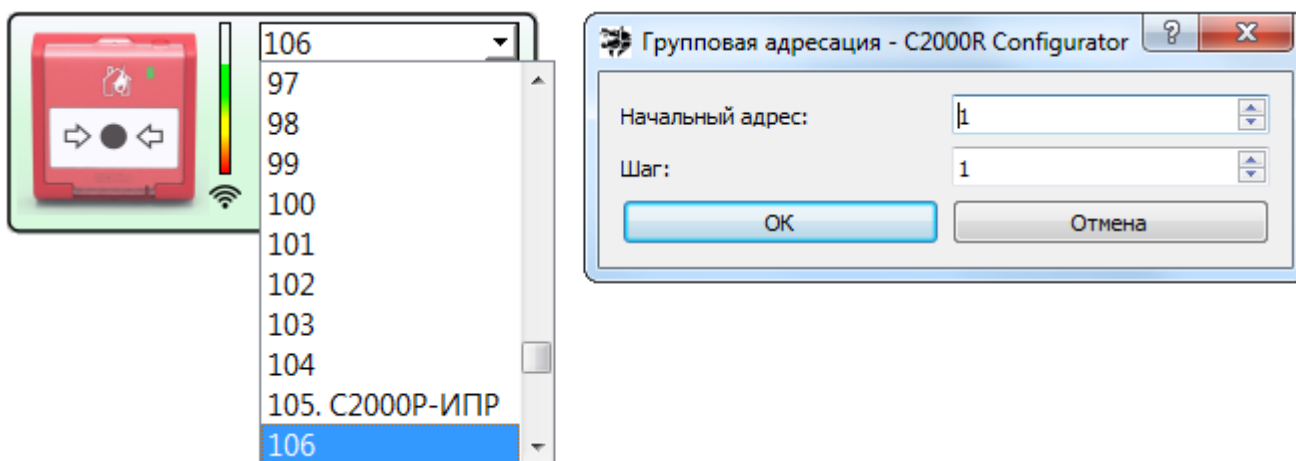 106
97
98
99
100
101
102
103
104
105. С2000Р-ИПР
106
Групповая адресация - C2000R Configurator
Начальный адрес:
1
Шаг:
1
OK
Отмена